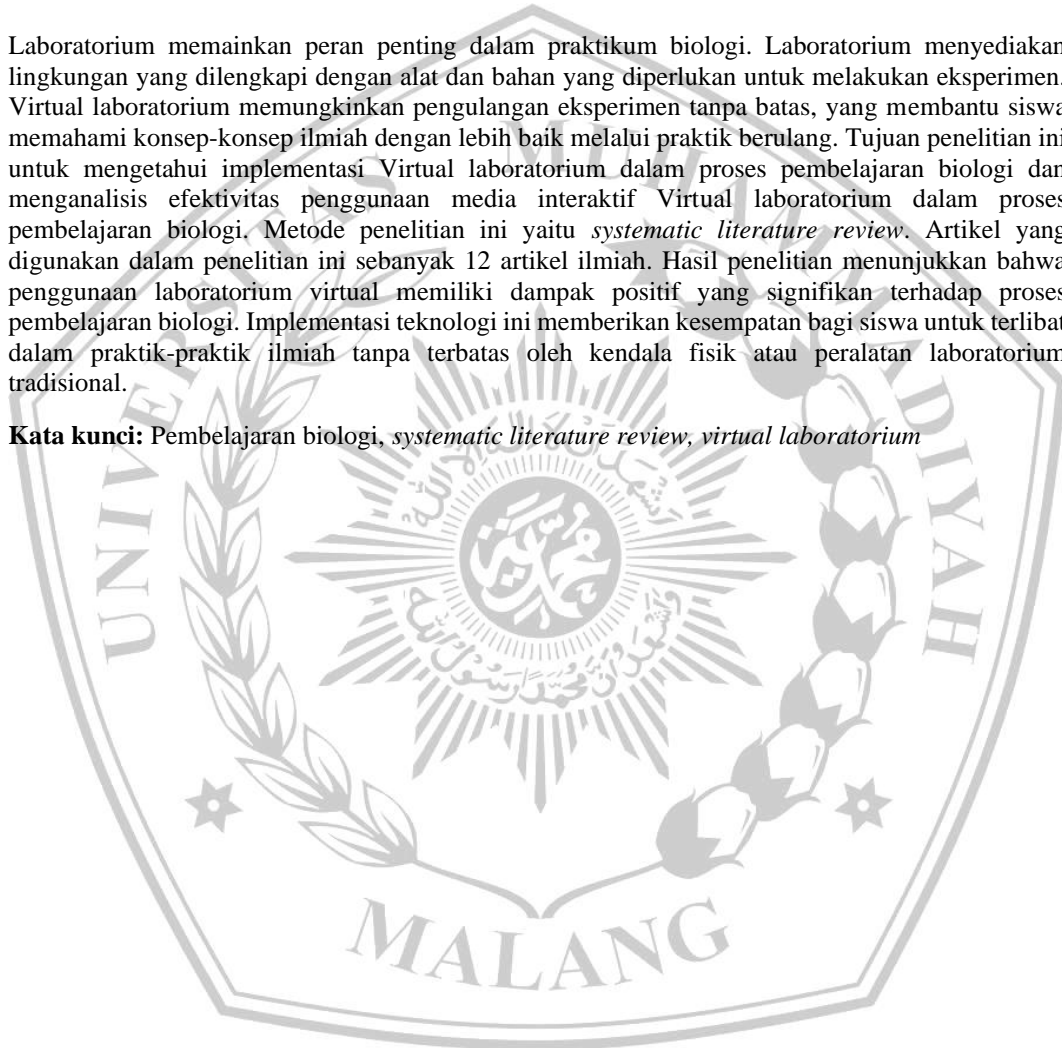 Laboratorium memainkan peran penting dalam praktikum biologi. Laboratorium menyediakan
lingkungan yang dilengkapi dengan alat dan bahan yang diperlukan untuk melakukan eksperimen.
Virtual laboratorium memungkinkan pengulangan eksperimen tanpa batas, yang membantu siswa
memahami konsep-konsep ilmiah dengan lebih baik melalui praktik berulang. Tujuan penelitian ini
untuk mengetahui implementasi Virtual laboratorium dalam proses pembelajaran biologi dan
menganalisis efektivitas penggunaan media interaktif Virtual laboratorium dalam proses
pembelajaran biologi. Metode penelitian ini yaitu systematic literature review. Artikel yang
digunakan dalam penelitian ini sebanyak 12 artikel ilmiah. Hasil penelitian menunjukkan bahwa
penggunaan laboratorium virtual memiliki dampak positif yang signifikan terhadap proses
pembelajaran biologi. Implementasi teknologi ini memberikan kesempatan bagi siswa untuk terlibat
dalam praktik-praktik ilmiah tanpa terbatas oleh kendala fisik atau peralatan laboratorium
tradisional.
Kata kunci: Pembelajaran biologi, systematic literature review, virtual laboratorium
UNIVERSITAS MUHAMMADIYAH
MALANG